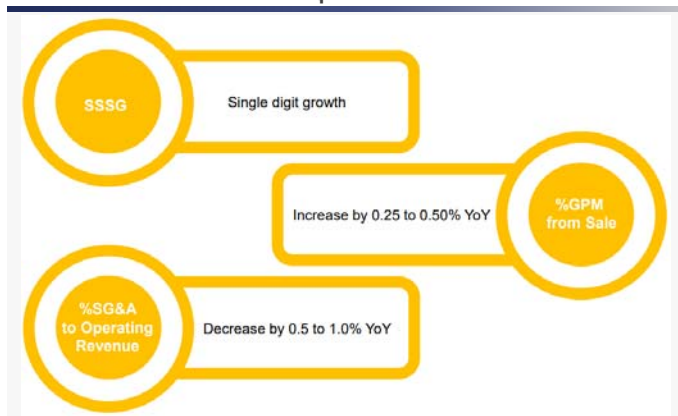 SSSG
Single digit growth
Increase by 0.25 to 0.50% YoY
%GPM
from Sale
%SG&A
to Operating
Revenue
Decrease by 0.5 to 1.0% YoY